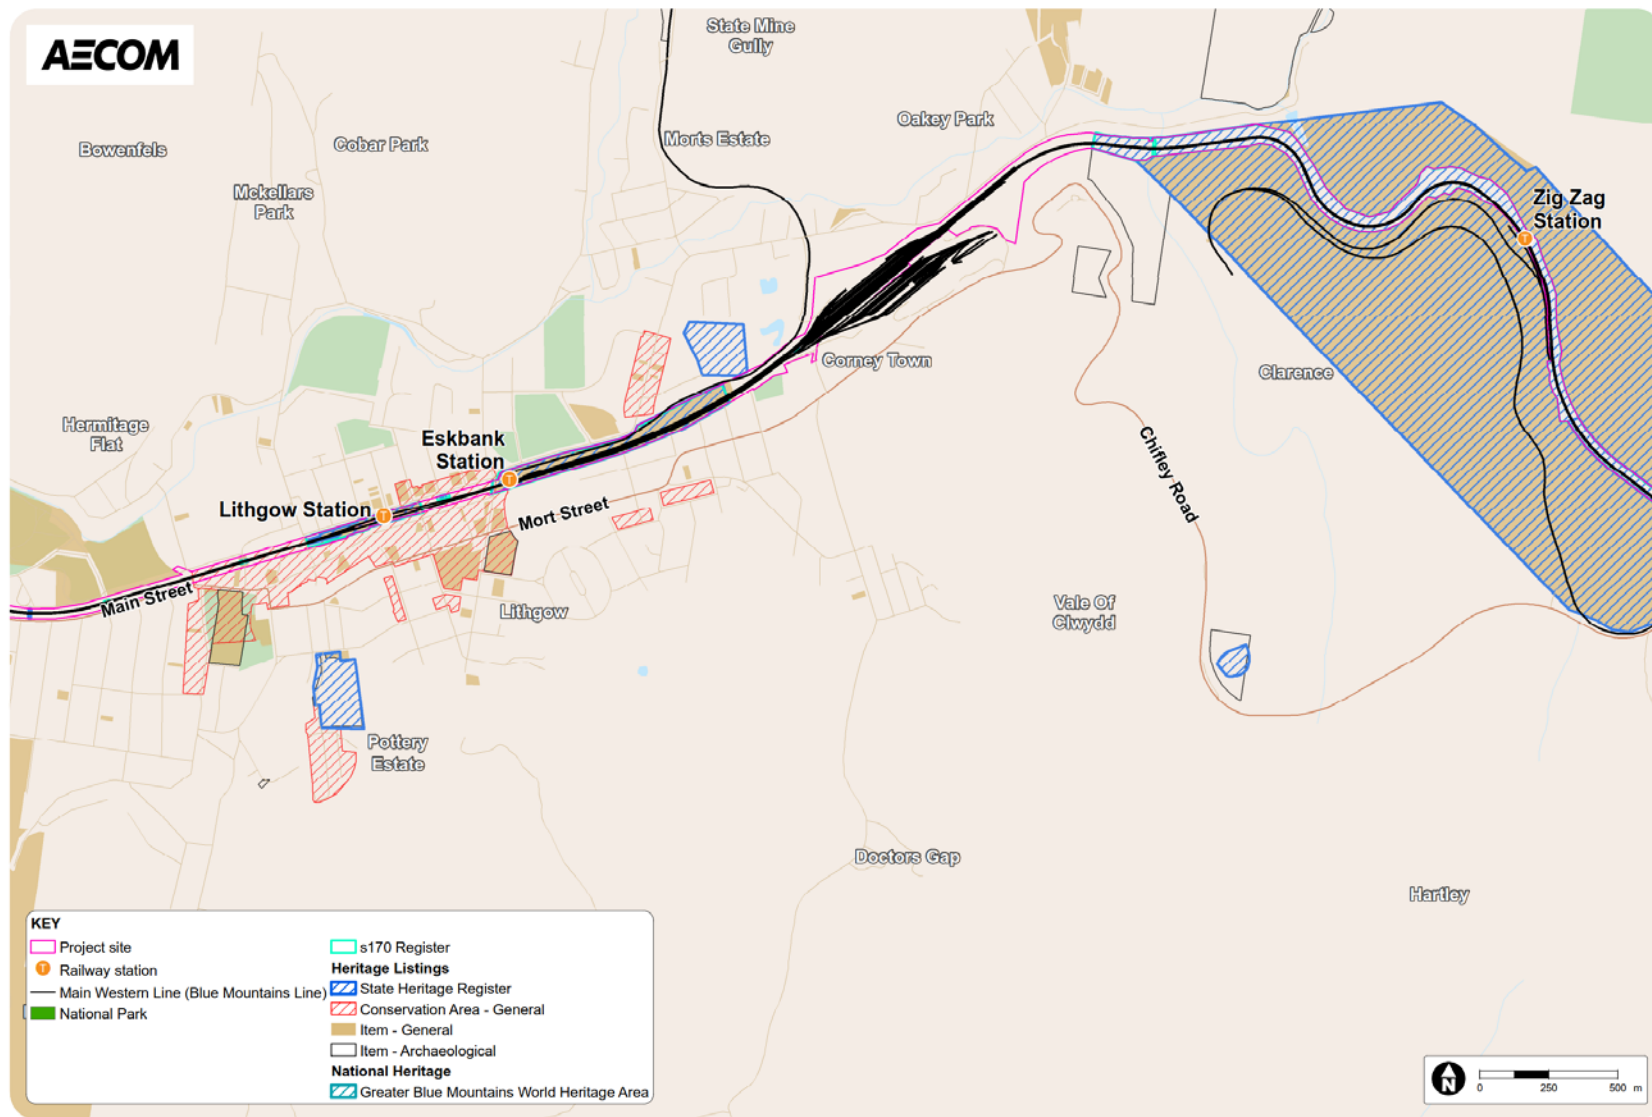 AECOM
State Mine
Gully
Oakey Park
Bowenfels
Cobar Park
Morts Estate
Mckellars
Park
Zig Zag
Station
Corney Town
Clarence
Hermitage
Flat
Eskbank
Station
Chifley Road
Lithgow Station
Mort Street
Main Street
Lithgow
Vale Of
Clwydd
Pottery
Estate
Doctors Gap
Hartley
KEY
Project site
T Railway station
Main Western Line (Blue Mountains Line)
National Park
s170 Register
Heritage Listings
State Heritage Register
Conservation Area - General
Item - General
Item - Archaeological
National Heritage
Greater Blue Mountains World Heritage Area
N
0 250 500 m